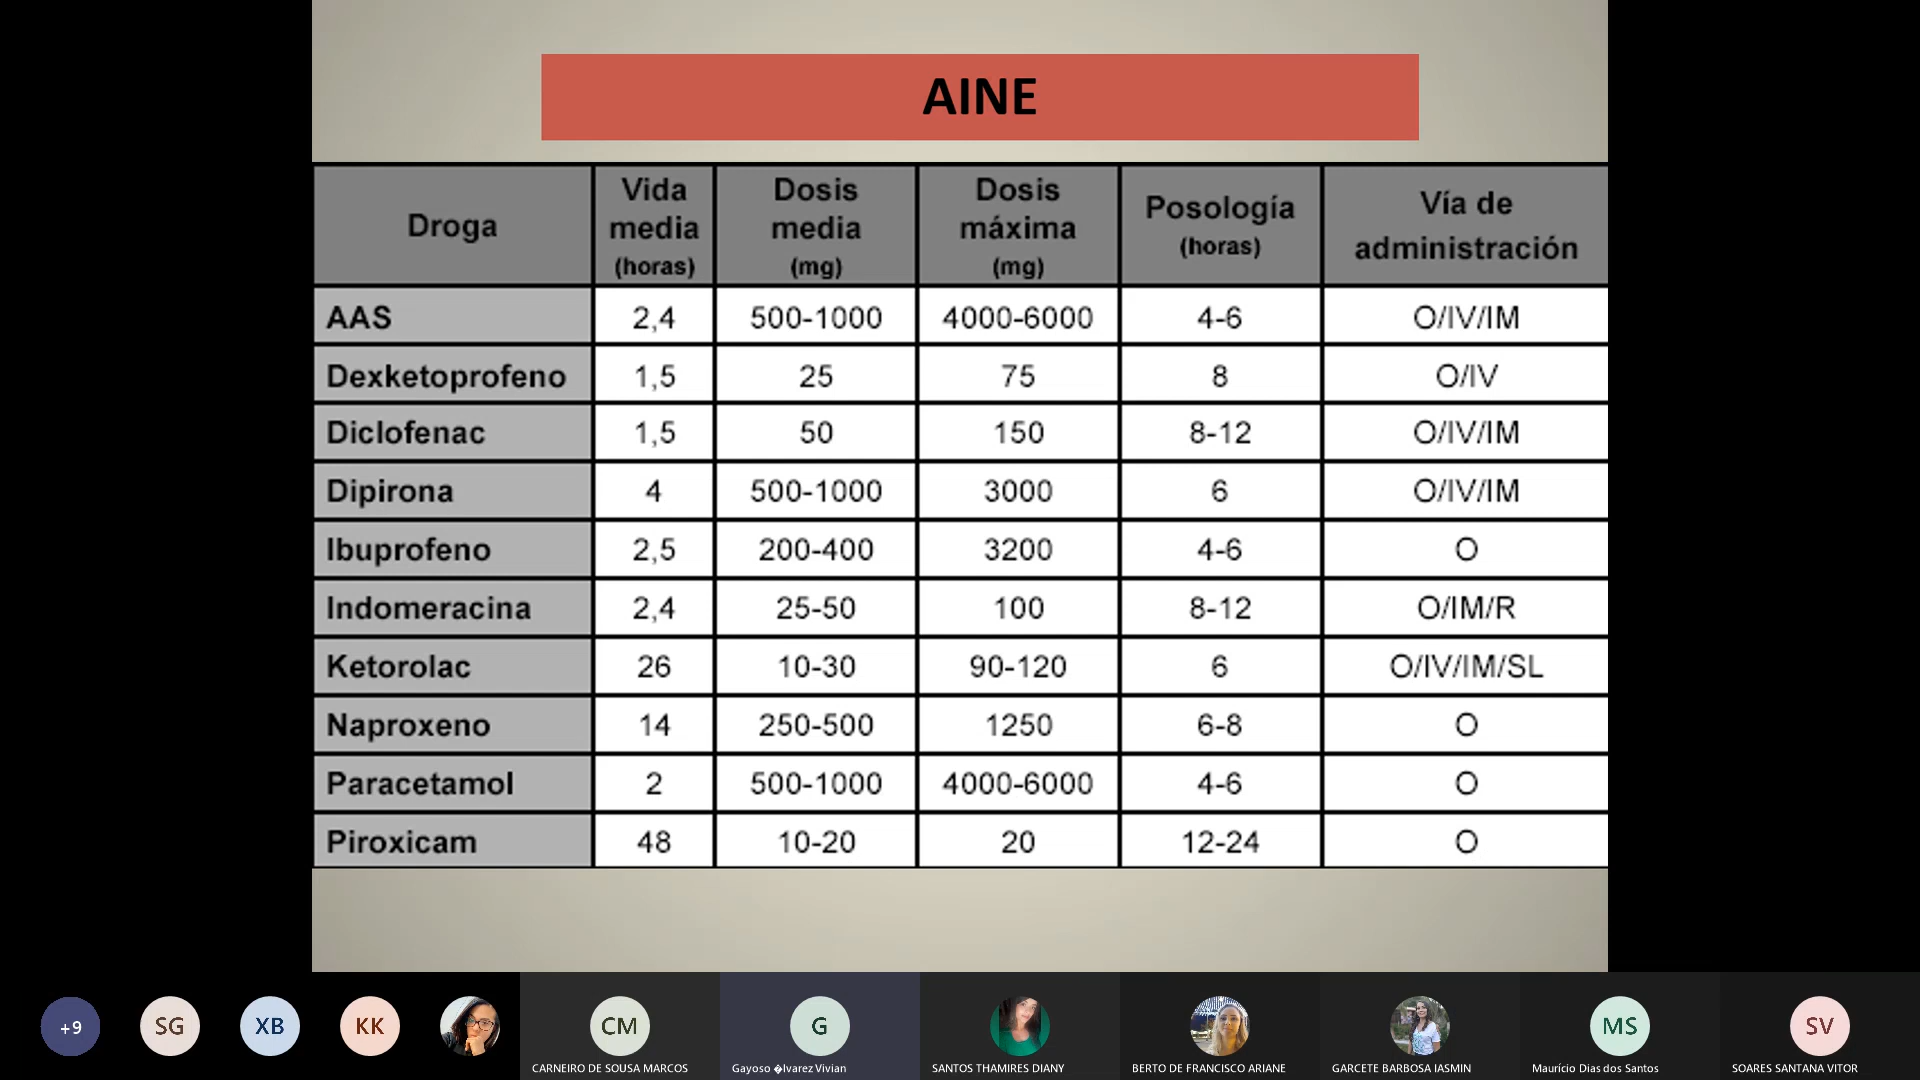 AINE
Droga
Vida
media
(horas)
Dosis
media
(mg)
Dosis
máxima
(mg)
Posología
(horas)
Vía de
administración
AAS 2,4 500-1000 4000-6000 4-6 O/IV/IM
Dexketoprofeno 1,5 25 75 8 O/IV
Diclofenac 1,5 50 150 8-12 O/IV/IM
Dipirona 4 500-1000 3000 6 O/IV/IM
Ibuprofeno 2,5 200-400 3200 4-6 O
Indomeracina 2,4 25-50 100 8-12 O/IM/R
Ketorolac 26 10-30 90-120 6 O/IV/IM/SL
Naproxeno 14 250-500 1250 6-8 O
Paracetamol 2 500-1000 4000-6000 4-6 O
Piroxicam 48 10-20 20 12-24 O
+9 SG XB KK CM G MS SV
CARNEIRO DE SOUSA MARCOS Gayoso �lvarez Vivian SANTOS THAMIRES DIANY BERTO DE FRANCISCO ARIANE GARCETE BARBOSA IASMIN Maurício Dias dos Santos SOARES SANTANA VITOR